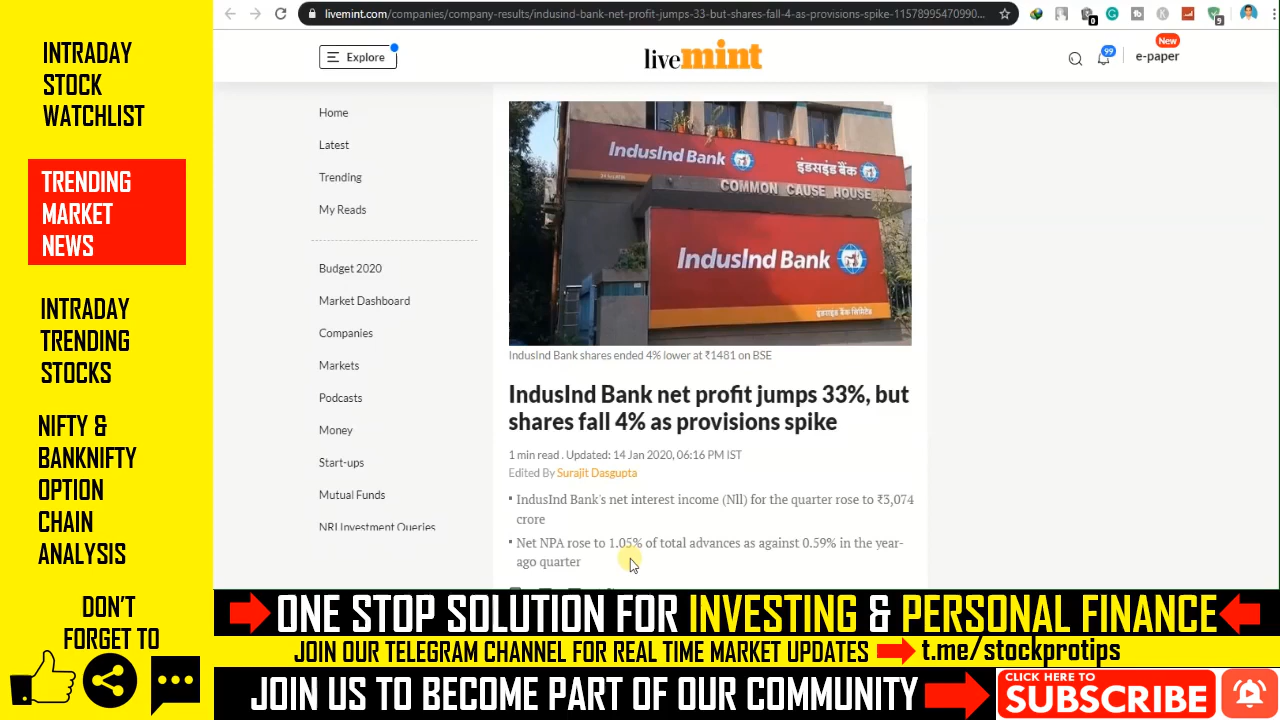 INTRADAY
STOCK
WATCHLIST
TRENDING
MARKET
NEWS
INTRADAY
TRENDING
STOCKS
NIFTY &
BANKNIFTY
OPTION
CHAIN
ANALYSIS
DON'T
FORGET TO
livemint.com/companies/company-results/indusind-bank-net-profit-jumps-33-but-shares-fall-4-as-provisions-spike-11578995470990...
Explore
livemint
99
New
e-paper
Home
Latest
Trending
My Reads
Budget 2020
Market Dashboard
Companies
Markets
Podcasts
Money
Start-ups
Mutual Funds
NRI Investment Queries
IndusInd Bank
इंडसइंड बैंक
COMMON CAUSE HOUSE
IndusInd Bank
इंडसइंड बैंक लिमिटेड
IndusInd Bank shares ended 4% lower at ₹1481 on BSE
IndusInd Bank net profit jumps 33%, but
shares fall 4% as provisions spike
1 min read . Updated: 14 Jan 2020, 06:16 PM IST
Edited By Surajit Dasgupta
IndusInd Bank's net interest income (NII) for the quarter rose to ₹3,074
crore
Net NPA rose to 1.05% of total advances as against 0.59% in the year-
ago quarter
ONE STOP SOLUTION FOR INVESTING & PERSONAL FINANCE
JOIN OUR TELEGRAM CHANNEL FOR REAL TIME MARKET UPDATES t.me/stockprotips
JOIN US TO BECOME PART OF OUR COMMUNITY
CLICK HERE TO
SUBSCRIBE